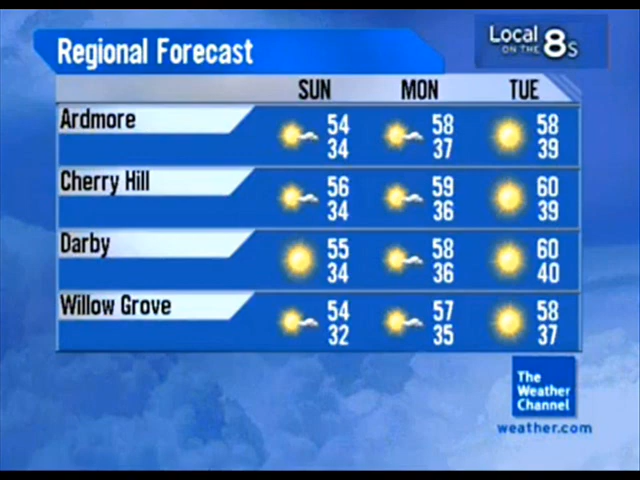 Regional Forecast
Local
ON THE 8s
SUN MON TUE
Ardmore 54 58 58
34 37 39
Cherry Hill 56 59 60
34 36 39
Darby 55 58 60
34 36 40
Willow Grove 54 57 58
32 35 37
The
Weather
Channel
weather.com